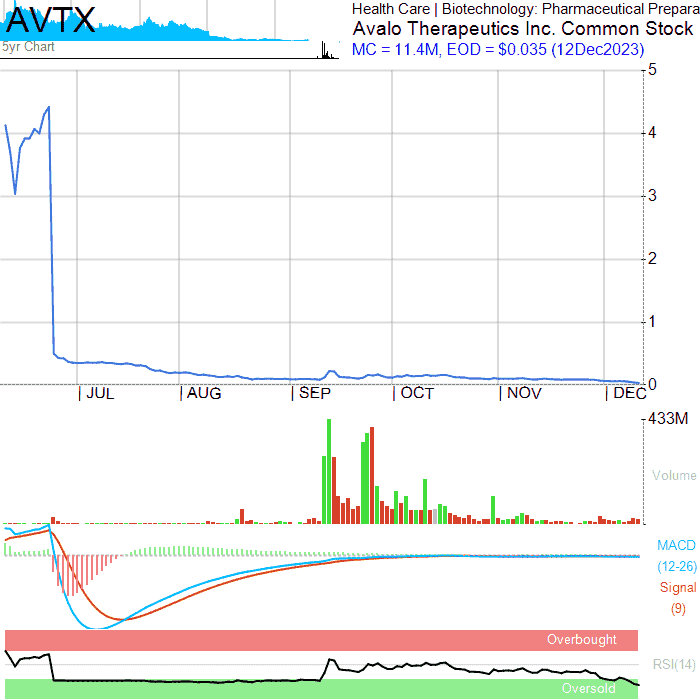 AVTX
5yr Chart
Health Care | Biotechnology: Pharmaceutical Prepara
Avalo Therapeutics Inc. Common Stock
MC = 11.4M, EOD = $0.035 (12Dec2023)
5
4
3
2
1
0
| JUL | AUG | SEP | OCT | NOV | DEC
433M
Volume
MACD
(12-26)
Signal
(9)
Overbought
RSI(14)
Oversold